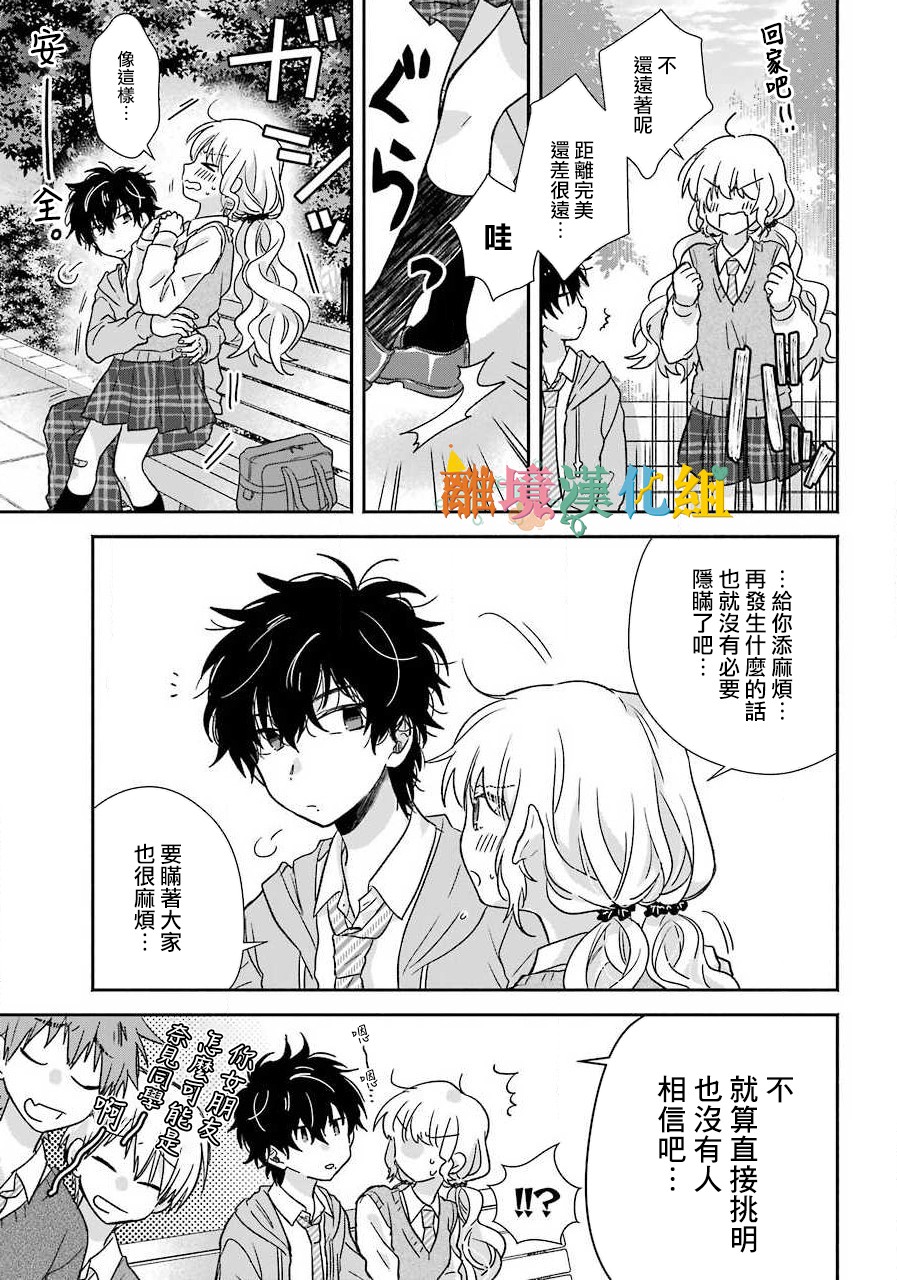 回家吧!!
不
還遠著呢
距離完美
還差很遠…
哇
ぐら
ガッ
像這樣…
安—全。
離境漢化組
…給你添麻煩…
再發生什麼的話
也就沒有必要
隱瞞了吧…
要瞞著大家
也很麻煩…
不
就算直接挑明
也沒有人
相信吧…
!!?
嗯—嗯
你女朋友
怎麼可能是
奈見同學
啊